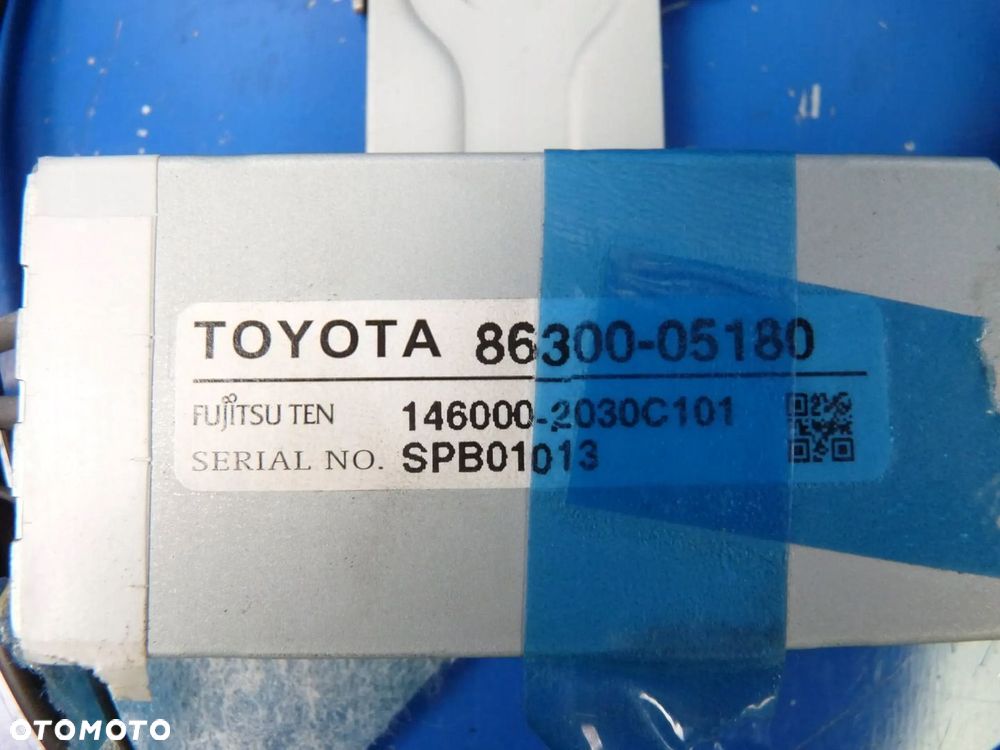 TOYOTA 86300-05180
FUJITSU TEN 146000-2030C101
SERIAL NO. SPB01013
OTOMOTO